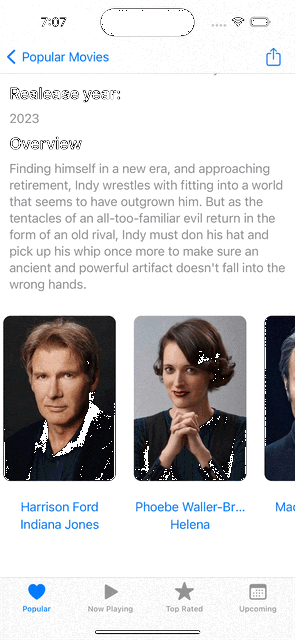 7:07
Popular Movies
Realease year:
2023
Overview
Finding himself in a new era, and approaching
retirement, Indy wrestles with fitting into a world
that seems to have outgrown him. But as the
tentacles of an all-too-familiar evil return in the
form of an old rival, Indy must don his hat and
pick up his whip once more to make sure an
ancient and powerful artifact doesn't fall into the
wrong hands.
Harrison Ford
Phoebe Waller-Br...
Mad
Indiana Jones
Helena
Popular
Now Playing
Top Rated
Upcoming